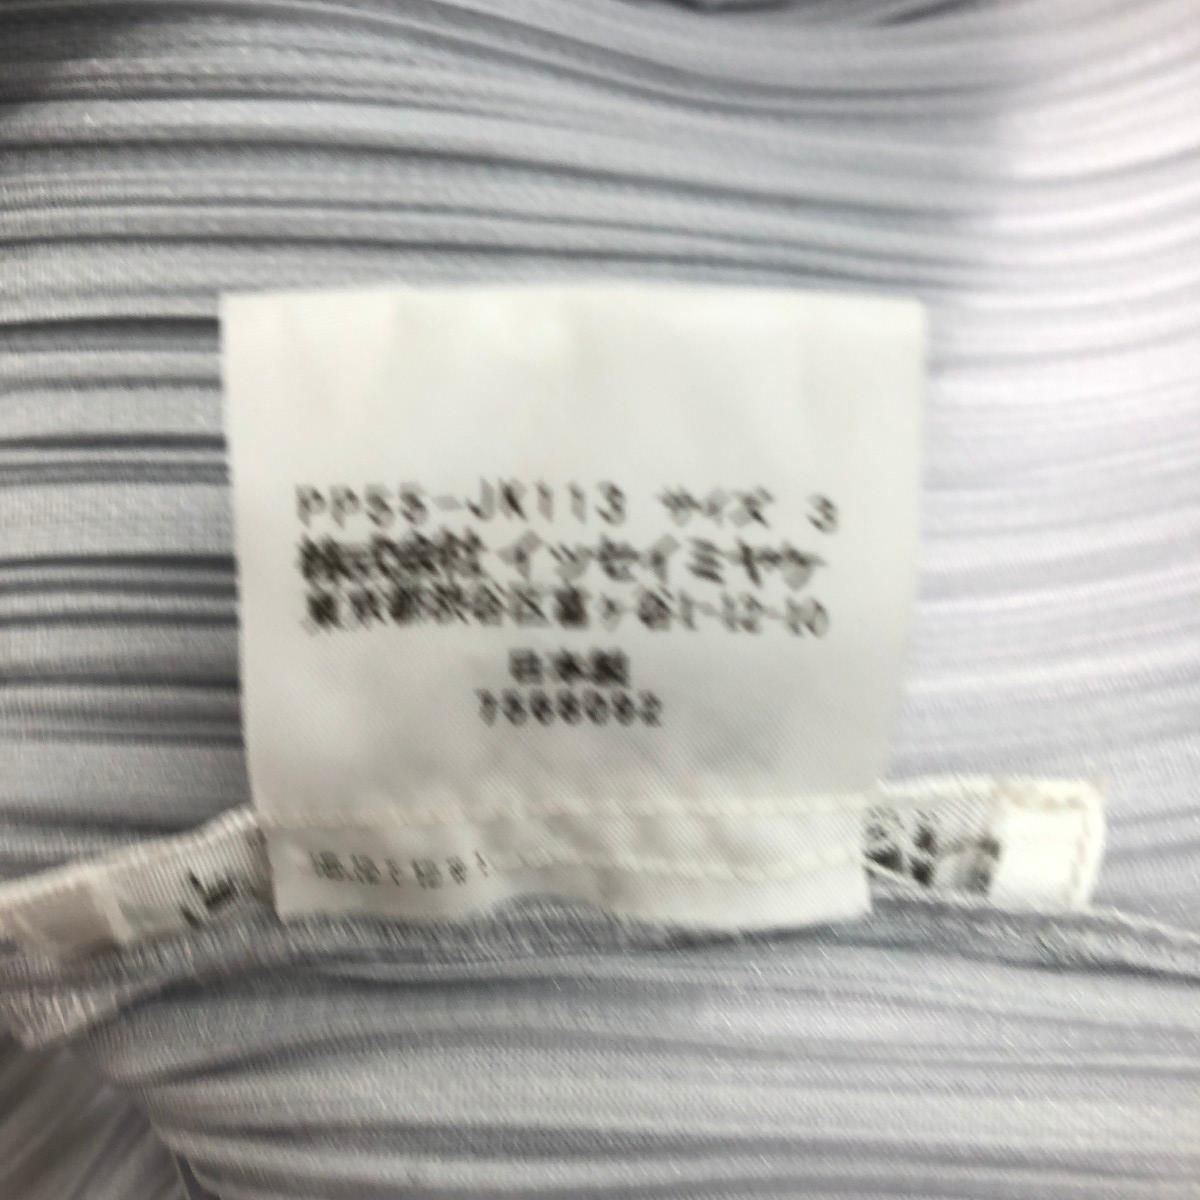 PP55-JK113 サイズ 3
株式会社 イッセイミヤケ
東京都渋谷区富ヶ谷1-12-10
日本製